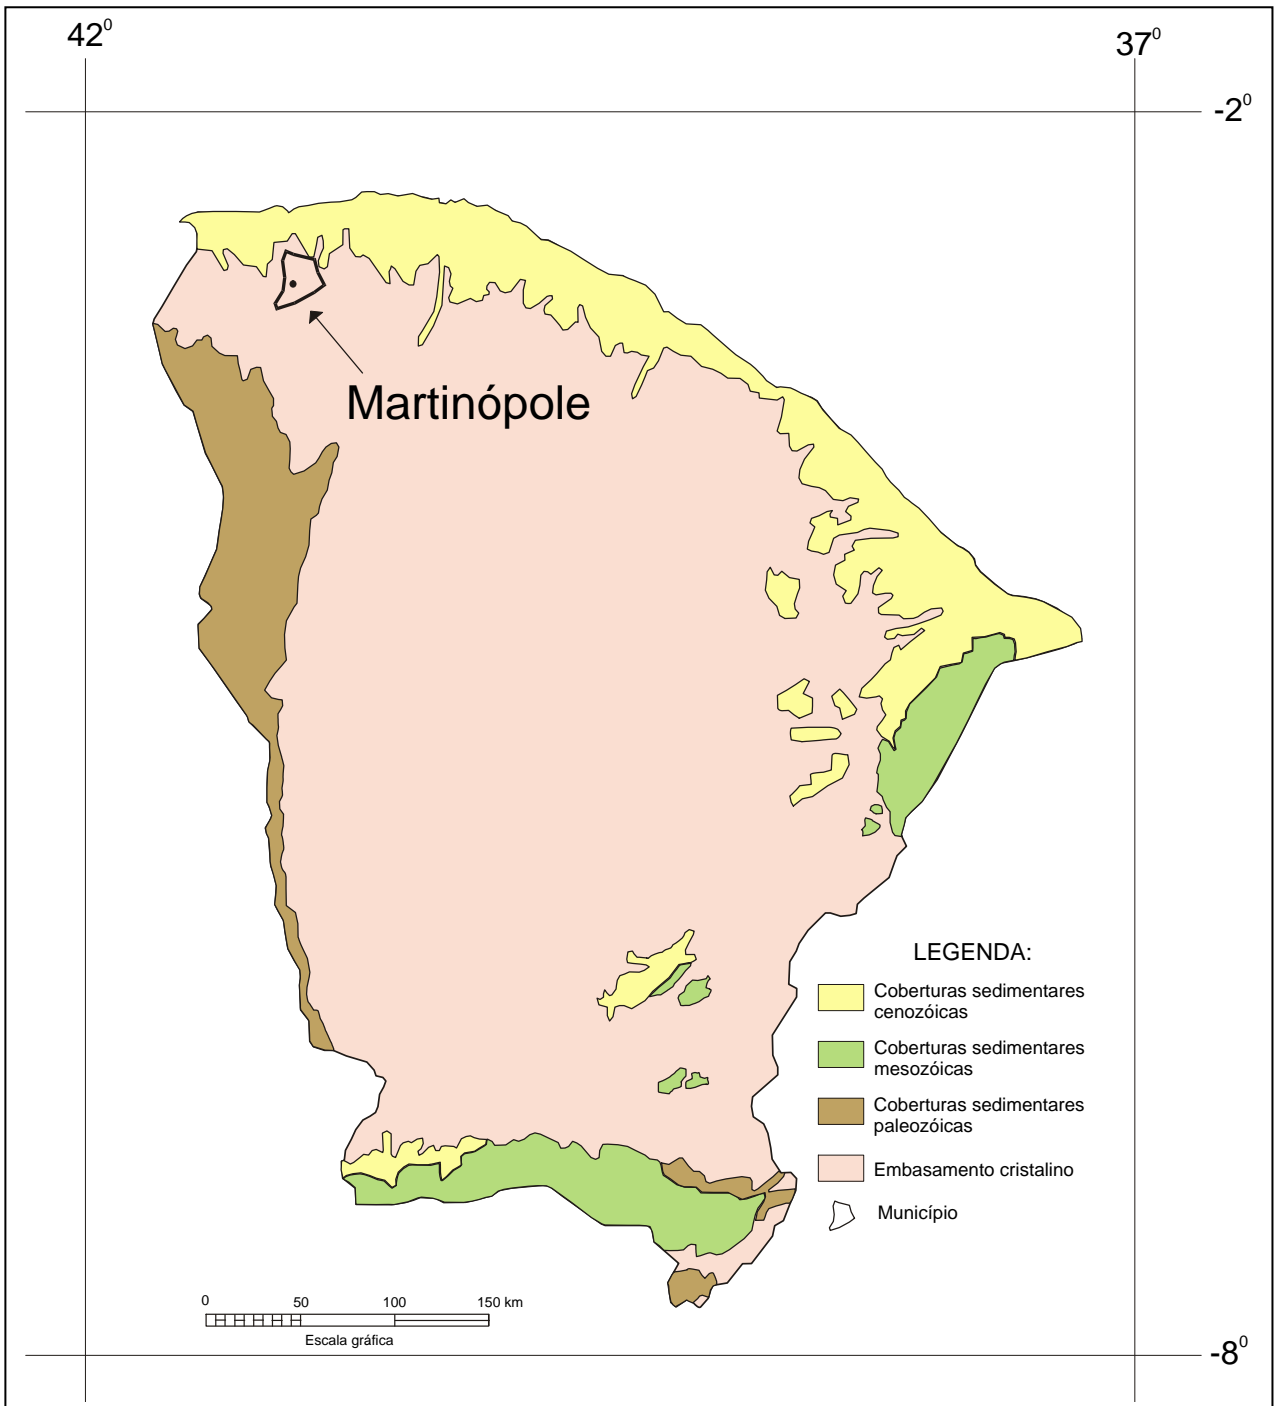 42⁰
37⁰
-2⁰
Martinópole
LEGENDA:
Coberturas sedimentares
cenozóicas
Coberturas sedimentares
mesozóicas
Coberturas sedimentares
paleozóicas
Embasamento cristalino
Município
0 50 100 150 km
Escala gráfica
-8⁰